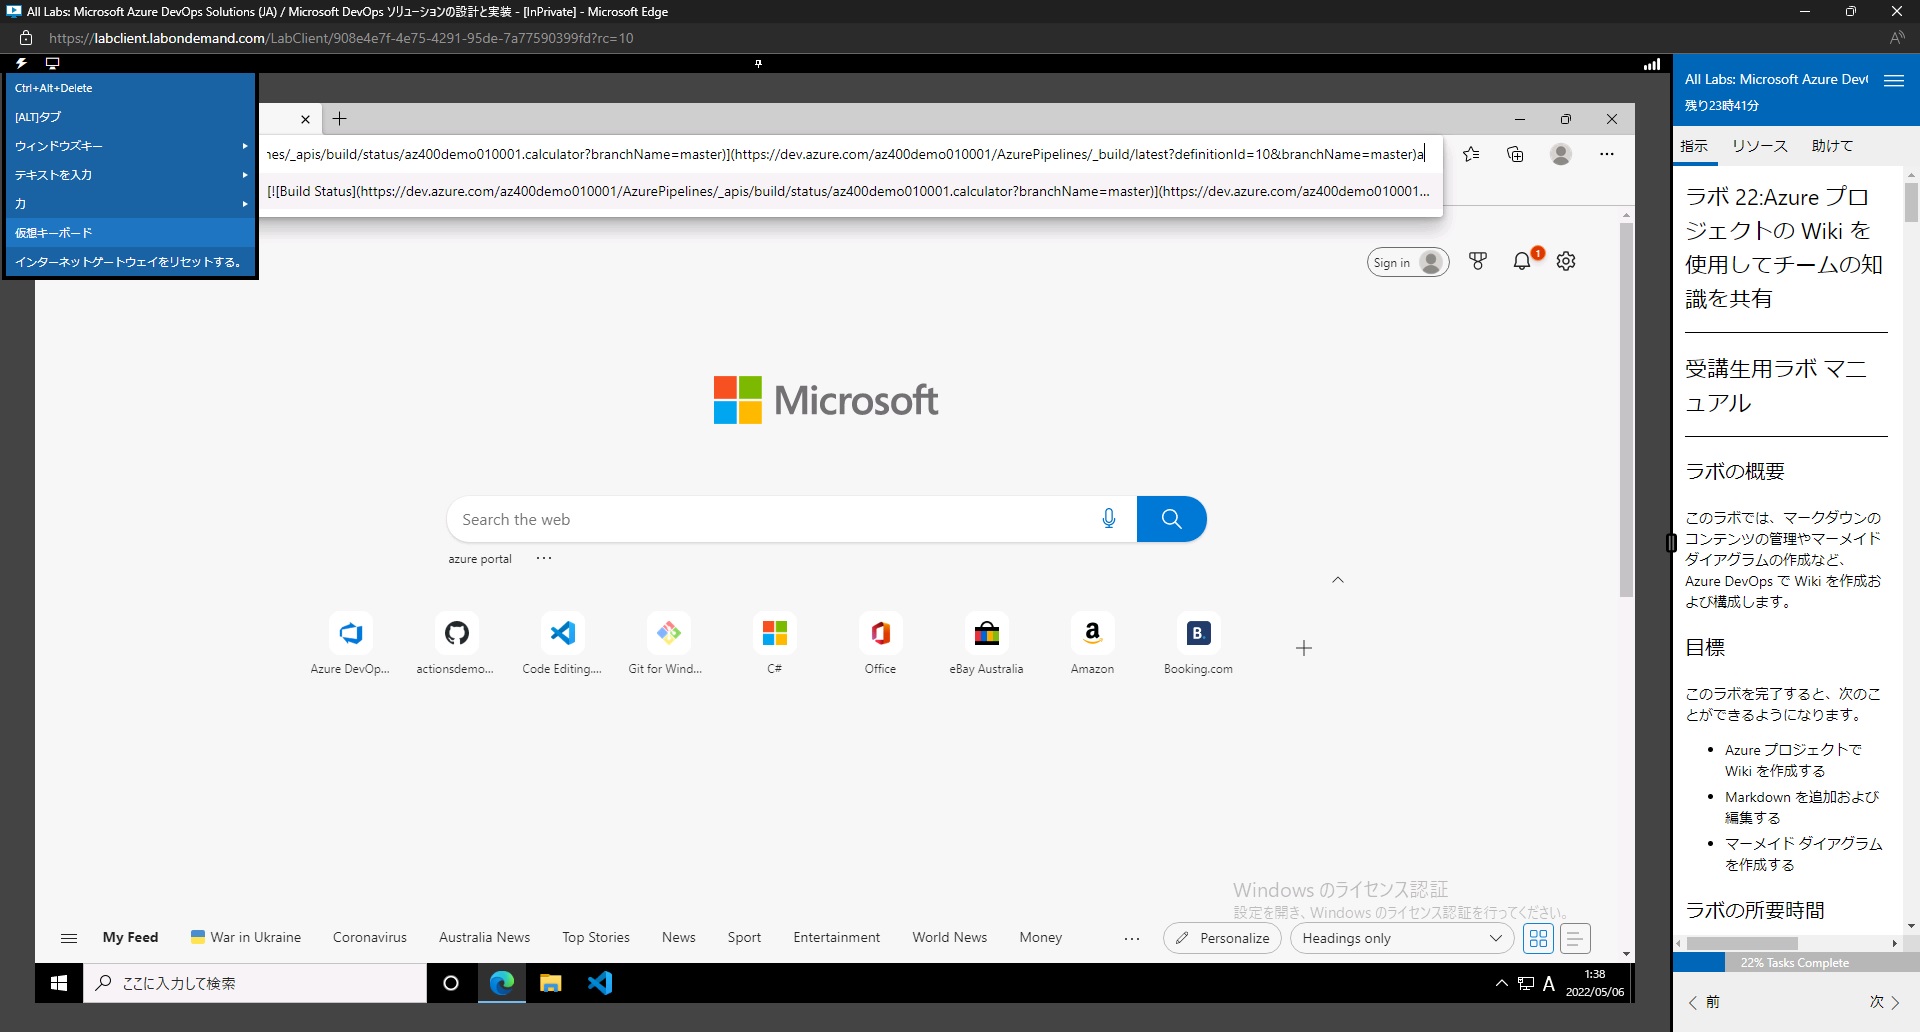 All Labs: Microsoft Azure DevOps Solutions (JA) / Microsoft DevOps ソリューションの設計と実装 - [InPrivate] - Microsoft Edge
https://labclient.labondemand.com/LabClient/908e4e7f-4e75-4291-95de-7a77590399fd?rc=10
Ctrl+Alt+Delete
[ALT]タブ
ウィンドウズキー
テキストを入力
力
仮想キーボード
インターネットゲートウェイをリセットする。
nes/_apis/build/status/az400demo010001.calculator?branchName=master)](https://dev.azure.com/az400demo010001/AzurePipelines/_build/latest?definitionId=10&branchName=master)a
[![Build Status](https://dev.azure.com/az400demo010001/AzurePipelines/_apis/build/status/az400demo010001.calculator?branchName=master)](https://dev.azure.com/az400demo010001...
Sign in
1
Microsoft
Search the web
azure portal
Azure DevOp...
actionsdemo...
Code Editing....
Git for Wind...
C#
Office
eBay Australia
Amazon
Booking.com
Windows のライセンス認証
設定を開き、Windows のライセンス認証を行ってください。
My Feed
War in Ukraine
Coronavirus
Australia News
Top Stories
News
Sport
Entertainment
World News
Money
Personalize
Headings only
ここに入力して検索
A
1:38
2022/05/06
All Labs: Microsoft Azure Dev
残り23時41分
指示
リソース
助けて
ラボ 22:Azure プロ
ジェクトの Wiki を
使用してチームの知
識を共有
受講生用ラボ マニ
ュアル
ラボの概要
このラボでは、マークダウンの
コンテンツの管理やマーメイド
ダイアグラムの作成など、
Azure DevOps で Wiki を作成お
よび構成します。
目標
このラボを完了すると、次のこ
とができるようになります。
• Azure プロジェクトで
Wiki を作成する
• Markdown を追加および
編集する
• マーメイド ダイアグラム
を作成する
ラボの所要時間
22% Tasks Complete
前
次